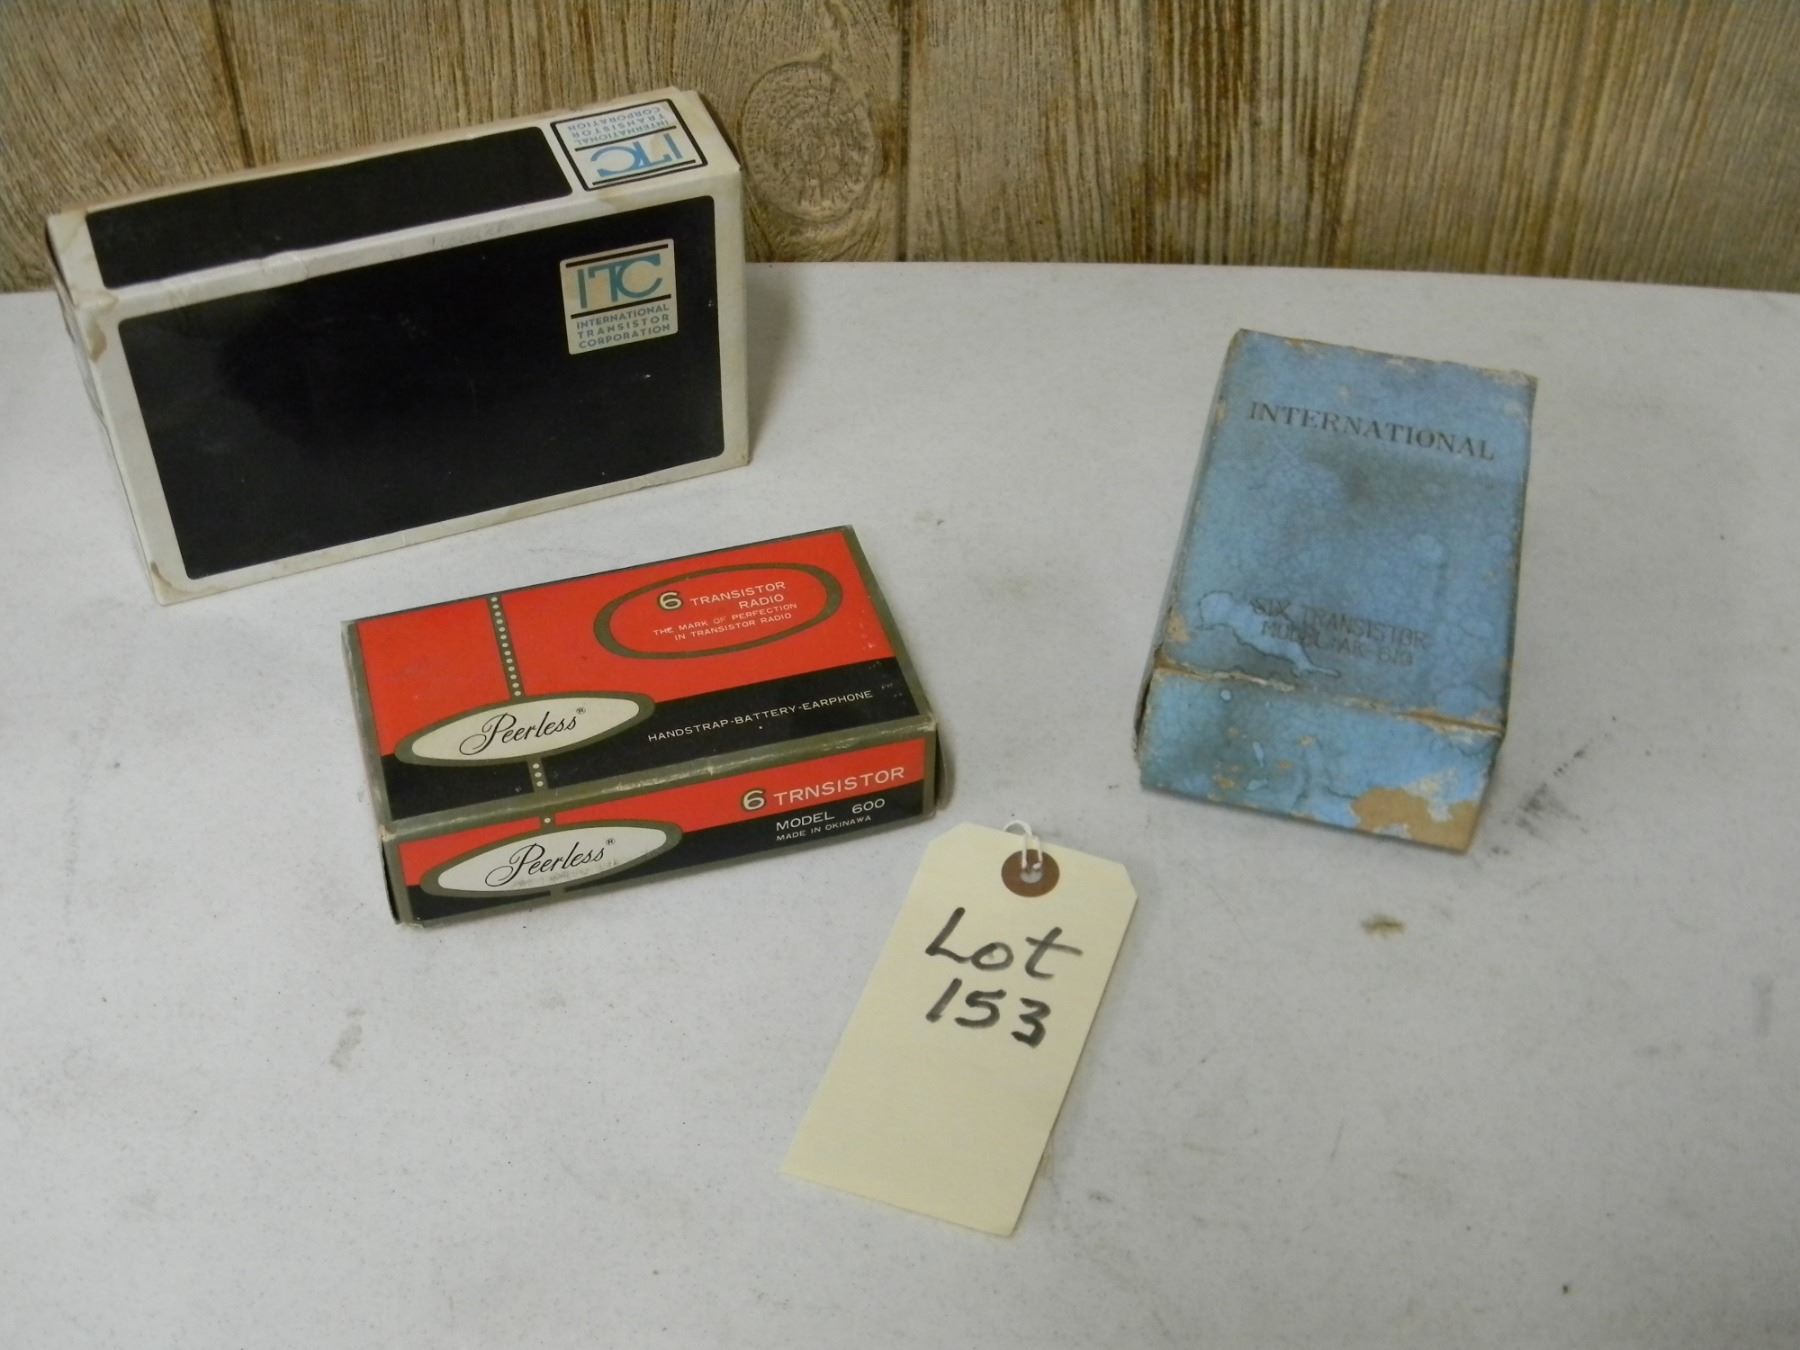 ITC
INTERNATIONAL
TRANSISTOR
CORPORATION
ITC
INTERNATIONAL
TRANSISTOR
CORPORATION
INTERNATIONAL
SIX TRANSISTOR
MODEL
6 TRANSISTOR
RADIO
THE MARK OF PERFECTION
IN TRANSISTOR RADIO
Peerless®
HANDSTRAP-BATTERY-EARPHONE
6 TRNSISTOR
MODEL 600
MADE IN OKINAWA
Peerless®
Lot
153